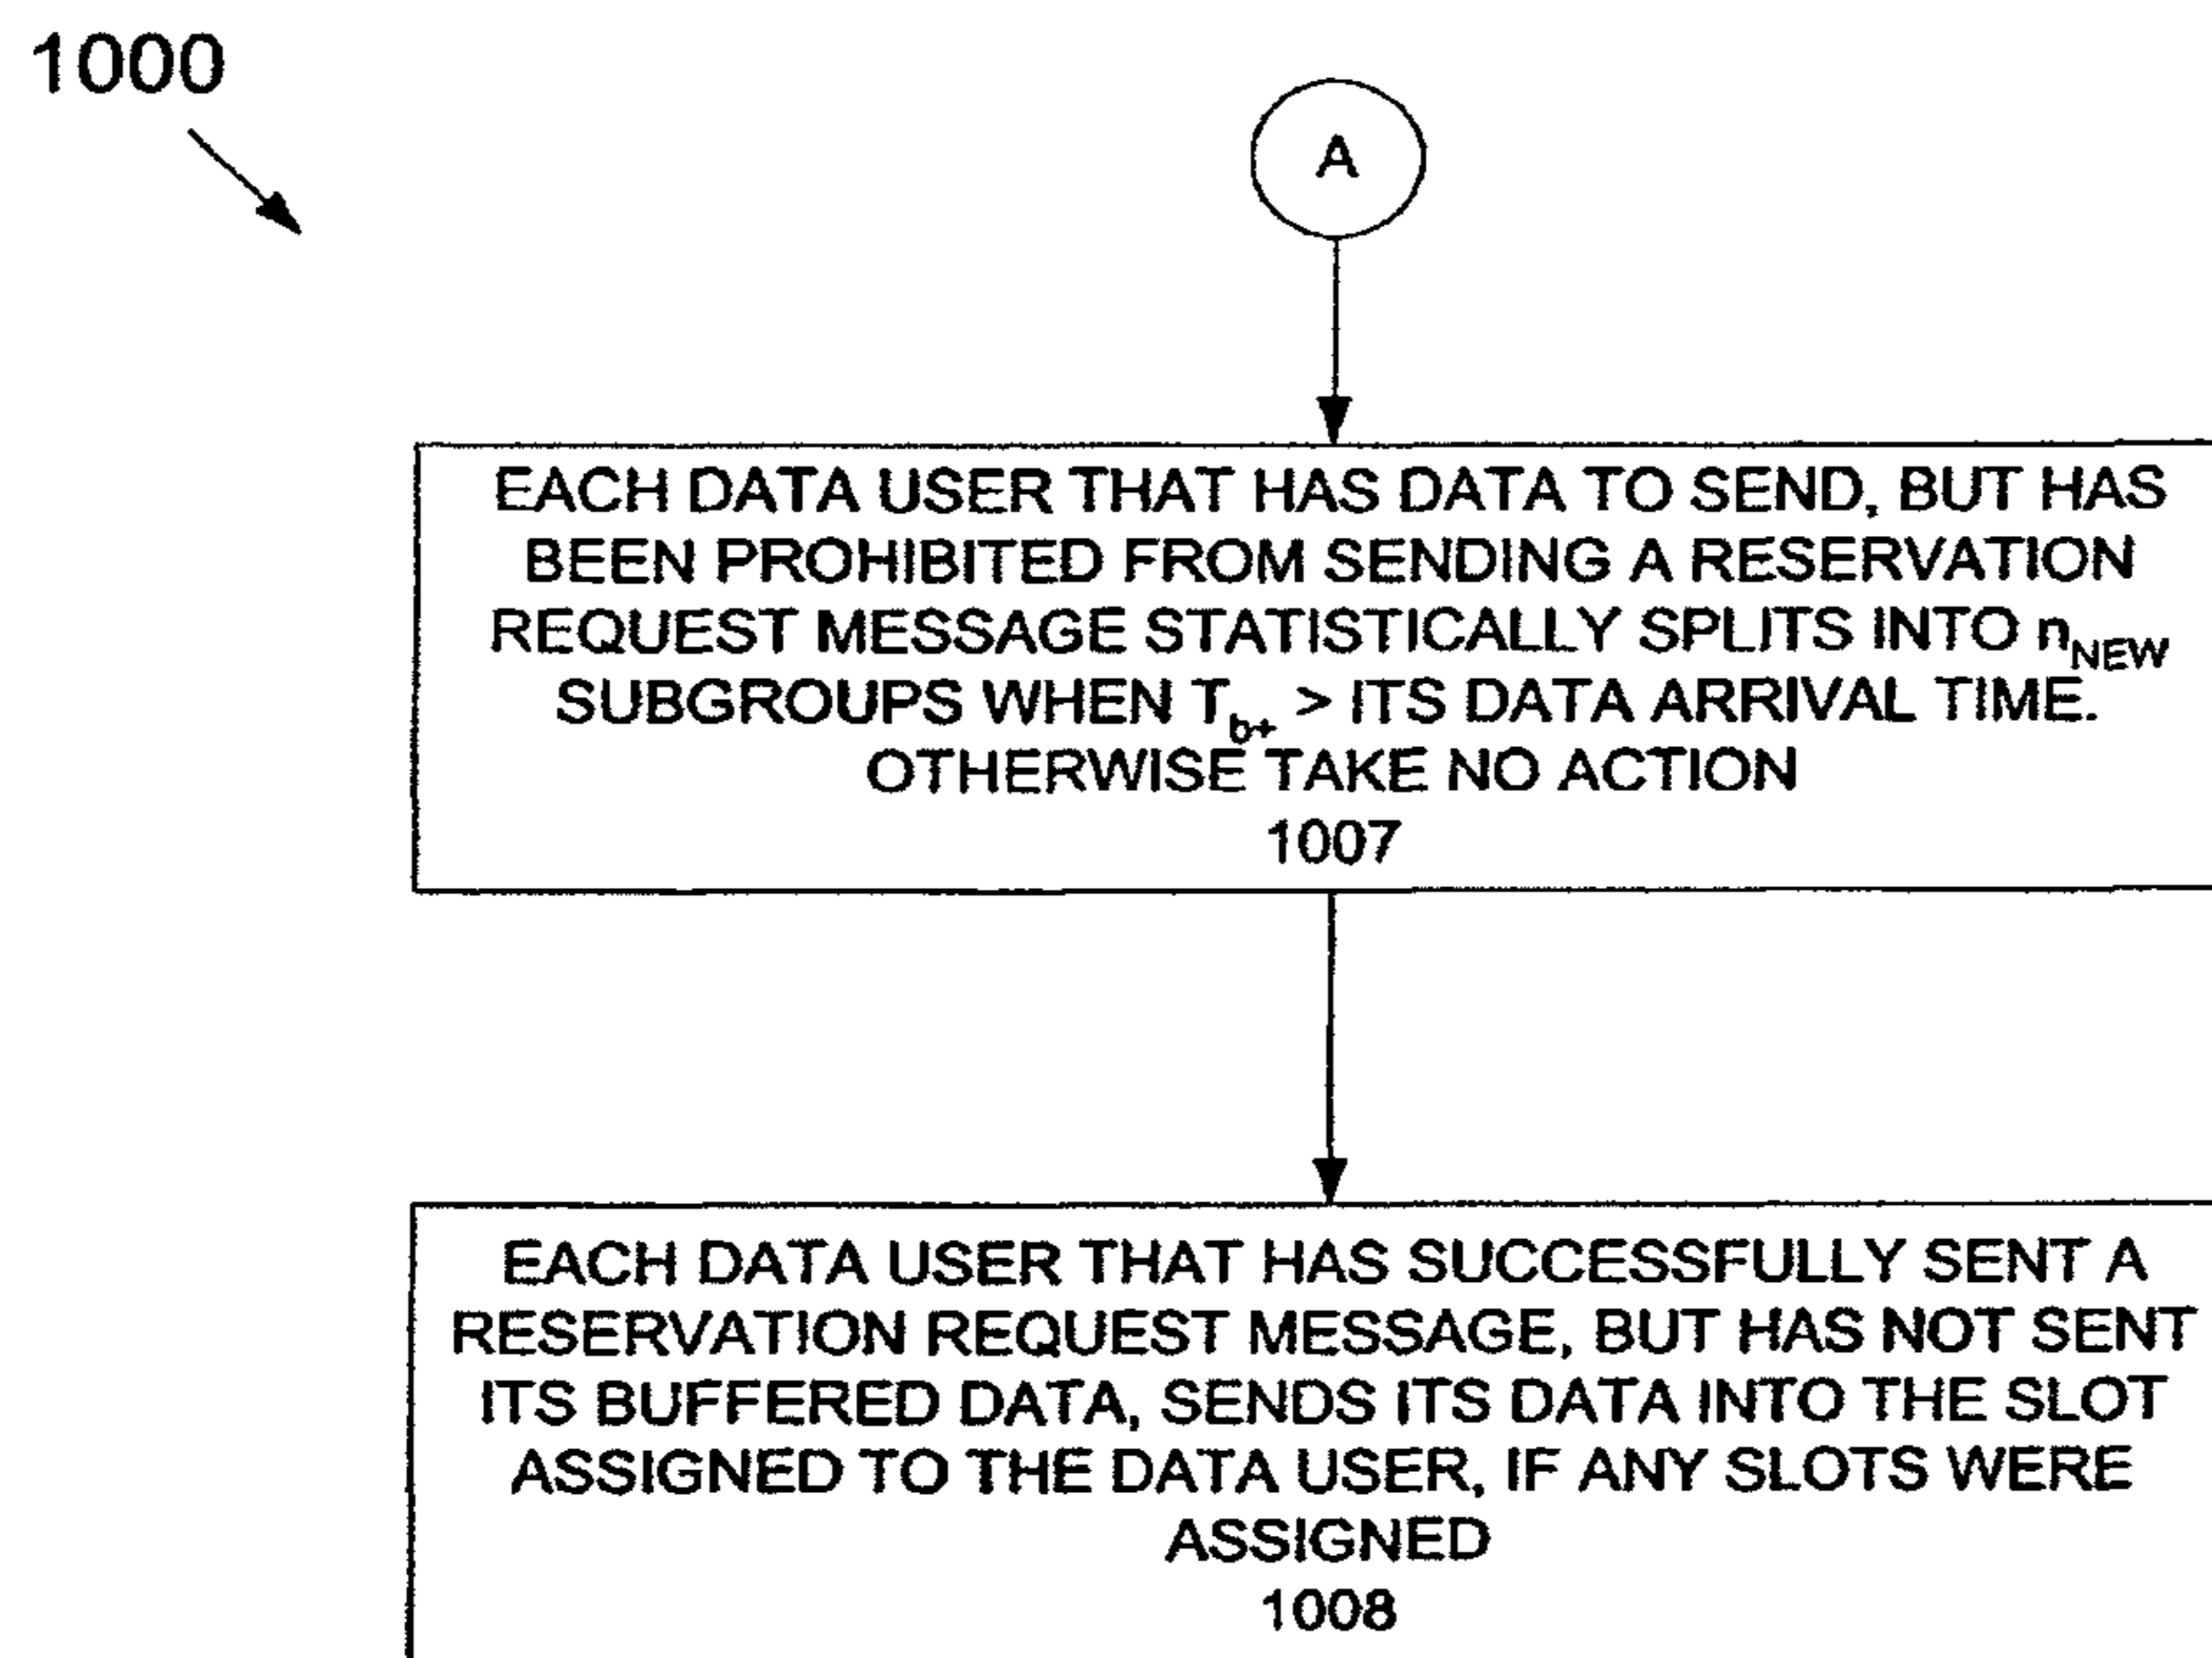 1000
A
EACH DATA USER THAT HAS DATA TO SEND, BUT HAS
BEEN PROHIBITED FROM SENDING A RESERVATION
REQUEST MESSAGE STATISTICALLY SPLITS INTO nNEW
SUBGROUPS WHEN Tb+ > ITS DATA ARRIVAL TIME.
OTHERWISE TAKE NO ACTION
1007
EACH DATA USER THAT HAS SUCCESSFULLY SENT A
RESERVATION REQUEST MESSAGE, BUT HAS NOT SENT
ITS BUFFERED DATA, SENDS ITS DATA INTO THE SLOT
ASSIGNED TO THE DATA USER, IF ANY SLOTS WERE
ASSIGNED
1008